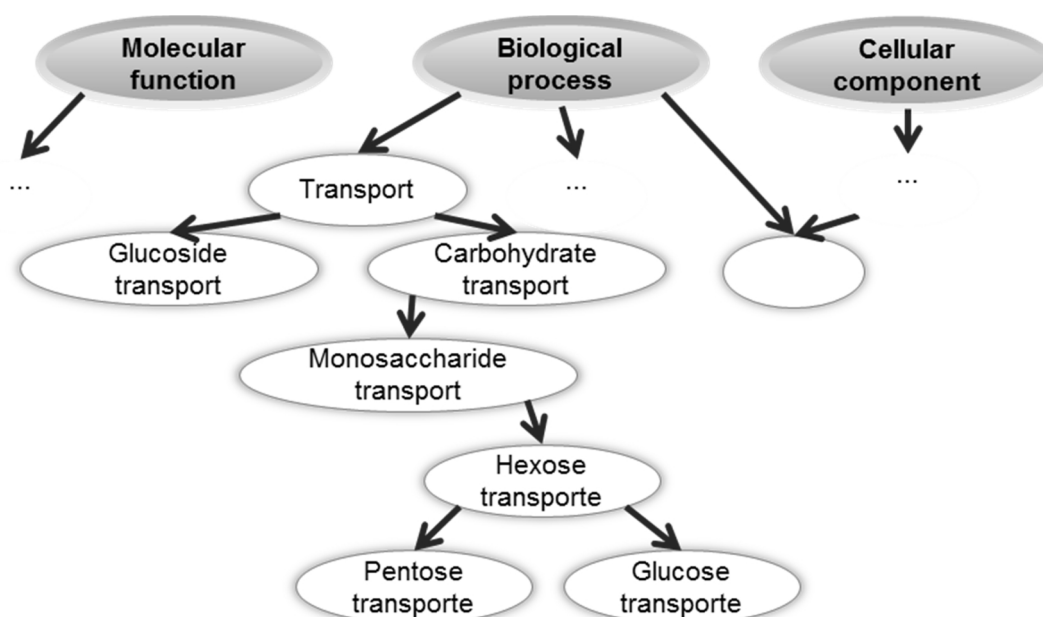 Molecular
function
Biological
process
Cellular
component
...
Transport
...
...
Glucoside
transport
Carbohydrate
transport
Monosaccharide
transport
Hexose
transporte
Pentose
transporte
Glucose
transporte